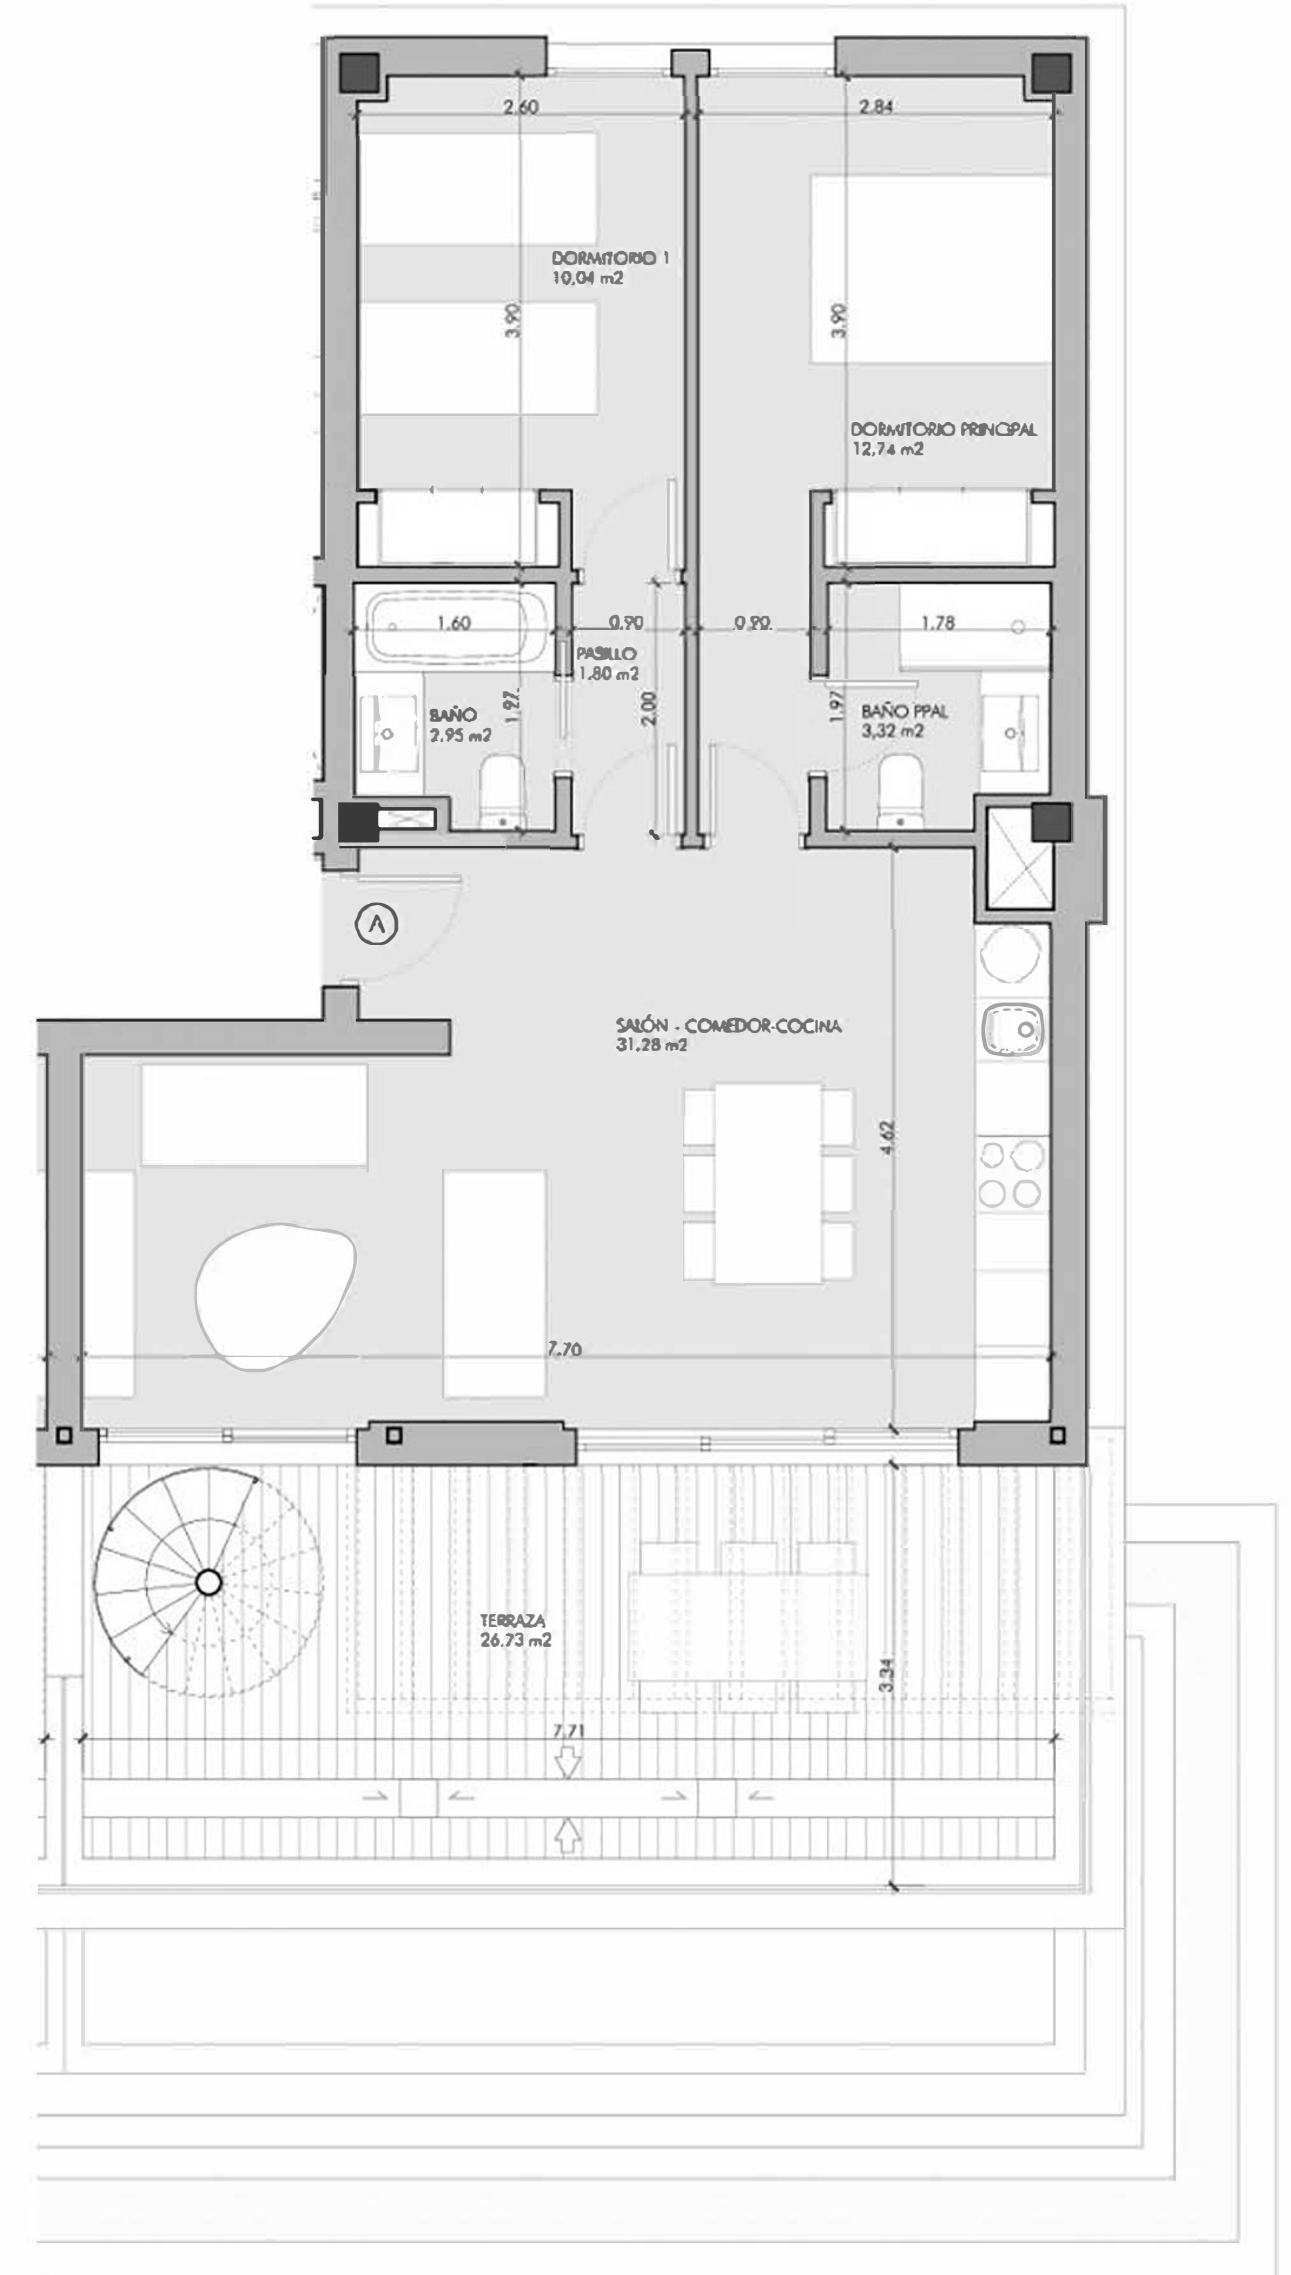 2.60
2.84
DORMITORIO 1
10,04 m2
3.90
3.90
DORMITORIO PRINCIPAL
12,74 m2
1.60
0.90
0.90
1.78
PASILLO
1.80 m2
BAÑO
2.95 m2
1.97
2.00
1.97
BAÑO PPAL
3,32 m2
A
SALÓN - COMEDOR-COCINA
31,28 m2
4.62
7.70
TERRAZA
26.73 m2
3.34
7.71